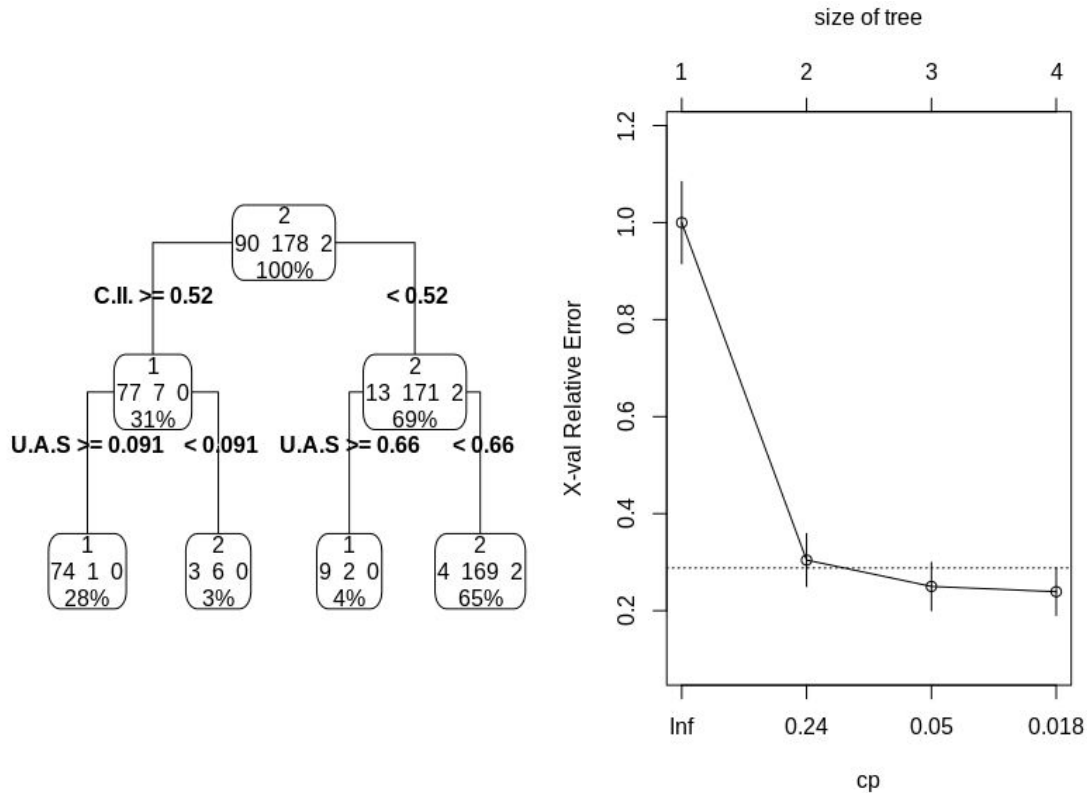 2
90 178 2
100%
C.II. >= 0.52
< 0.52
1
77 7 0
31%
2
13 171 2
69%
U.A.S >= 0.091
< 0.091
U.A.S >= 0.66
< 0.66
1
74 1 0
28%
2
3 6 0
3%
1
9 2 0
4%
2
4 169 2
65%
size of tree
1 2 3 4
X-val Relative Error
1.2
1.0
0.8
0.6
0.4
0.2
Inf 0.24 0.05 0.018
cp